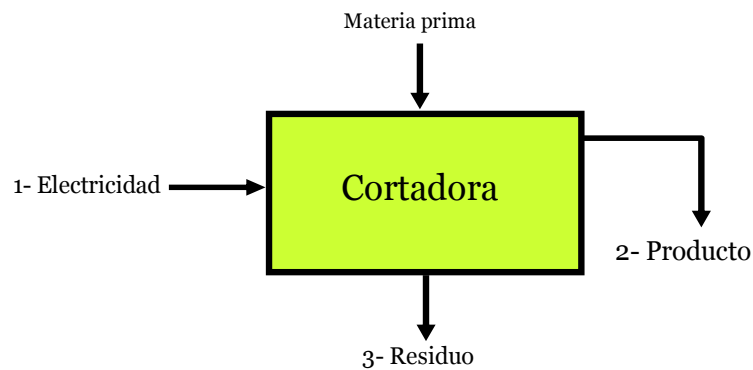 Materia prima
1- Electricidad
Cortadora
2- Producto
3- Residuo